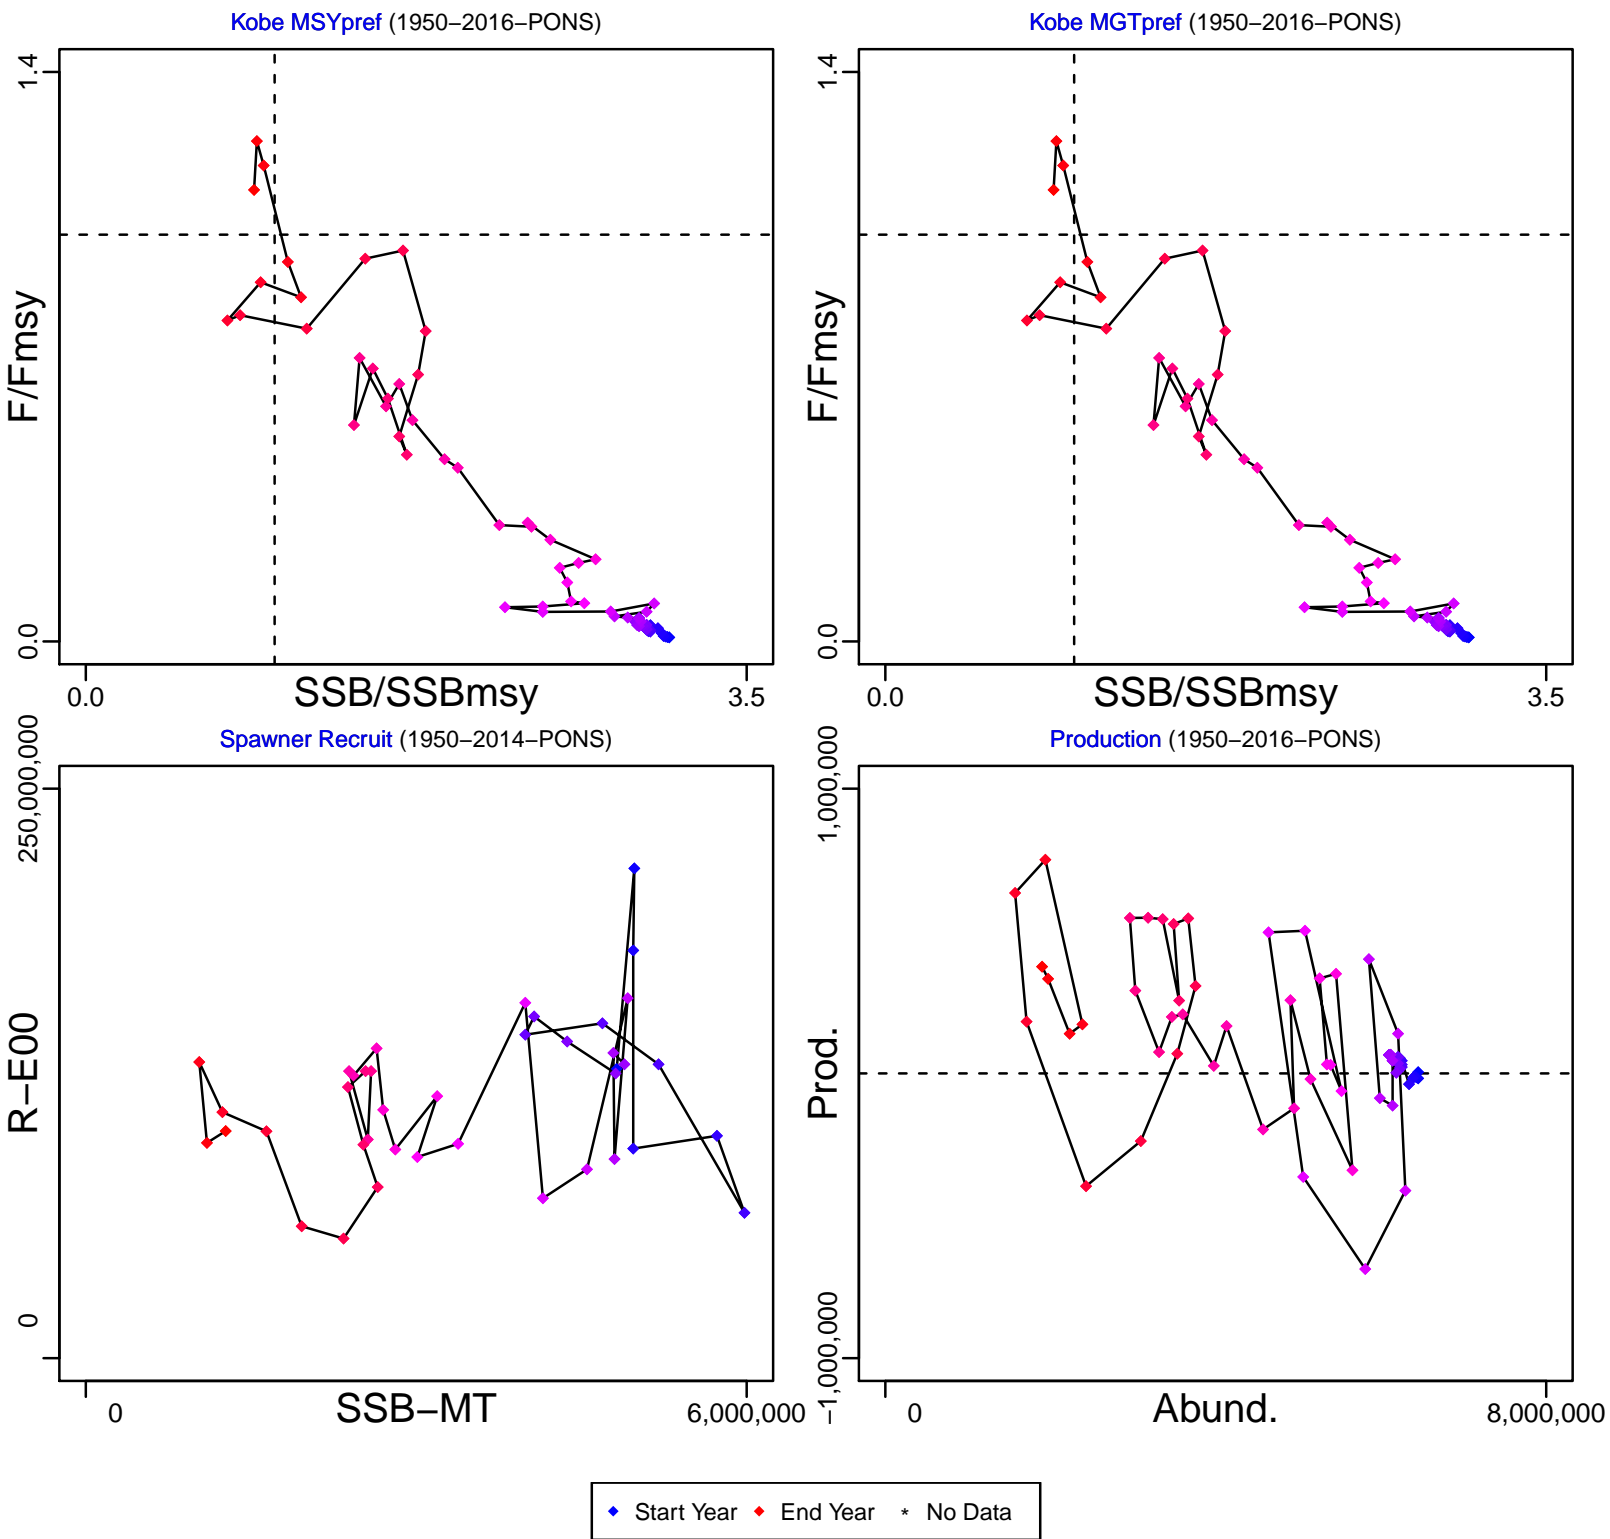 Kobe MSYpref (1950−2016−PONS)
1.4
0.0
F/Fmsy
0.0
3.5
SSB/SSBmsy
Kobe MGTpref (1950−2016−PONS)
1.4
0.0
F/Fmsy
0.0
3.5
SSB/SSBmsy
Spawner Recruit (1950−2014−PONS)
250,000,000
0
R−E00
0
6,000,000
SSB−MT
Production (1950−2016−PONS)
1,000,000
−1,000,000
Prod.
0
8,000,000
Abund.
Start Year End Year * No Data